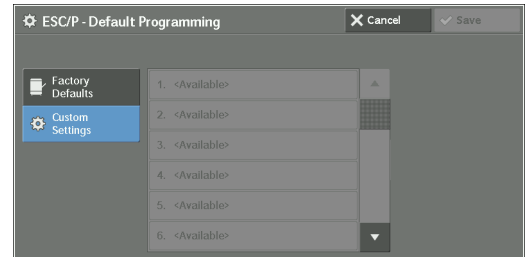 ESC/P - Default Programming
Cancel
Save
Factory
Defaults
Custom
Settings
1. <Available>
2. <Available>
3. <Available>
4. <Available>
5. <Available>
6. <Available>